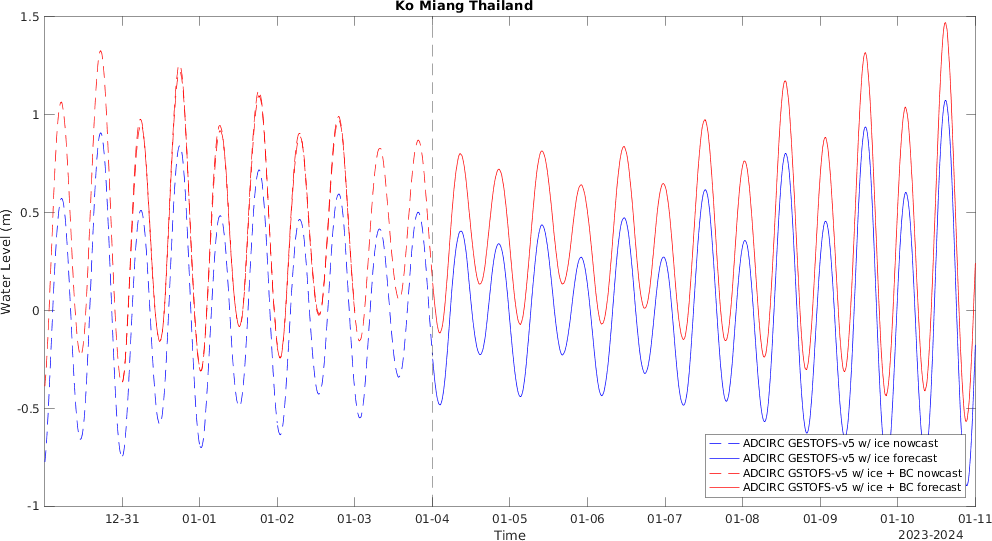 Ko Miang Thailand
1.5
1
0.5
0
-0.5
-1
Water Level (m)
12-31
01-01
01-02
01-03
01-04
01-05
01-06
01-07
01-08
01-09
01-10
01-11
Time
2023-2024
ADCIRC GESTOFS-v5 w/ ice nowcast
ADCIRC GESTOFS-v5 w/ ice forecast
ADCIRC GSTOFS-v5 w/ ice + BC nowcast
ADCIRC GSTOFS-v5 w/ ice + BC forecast